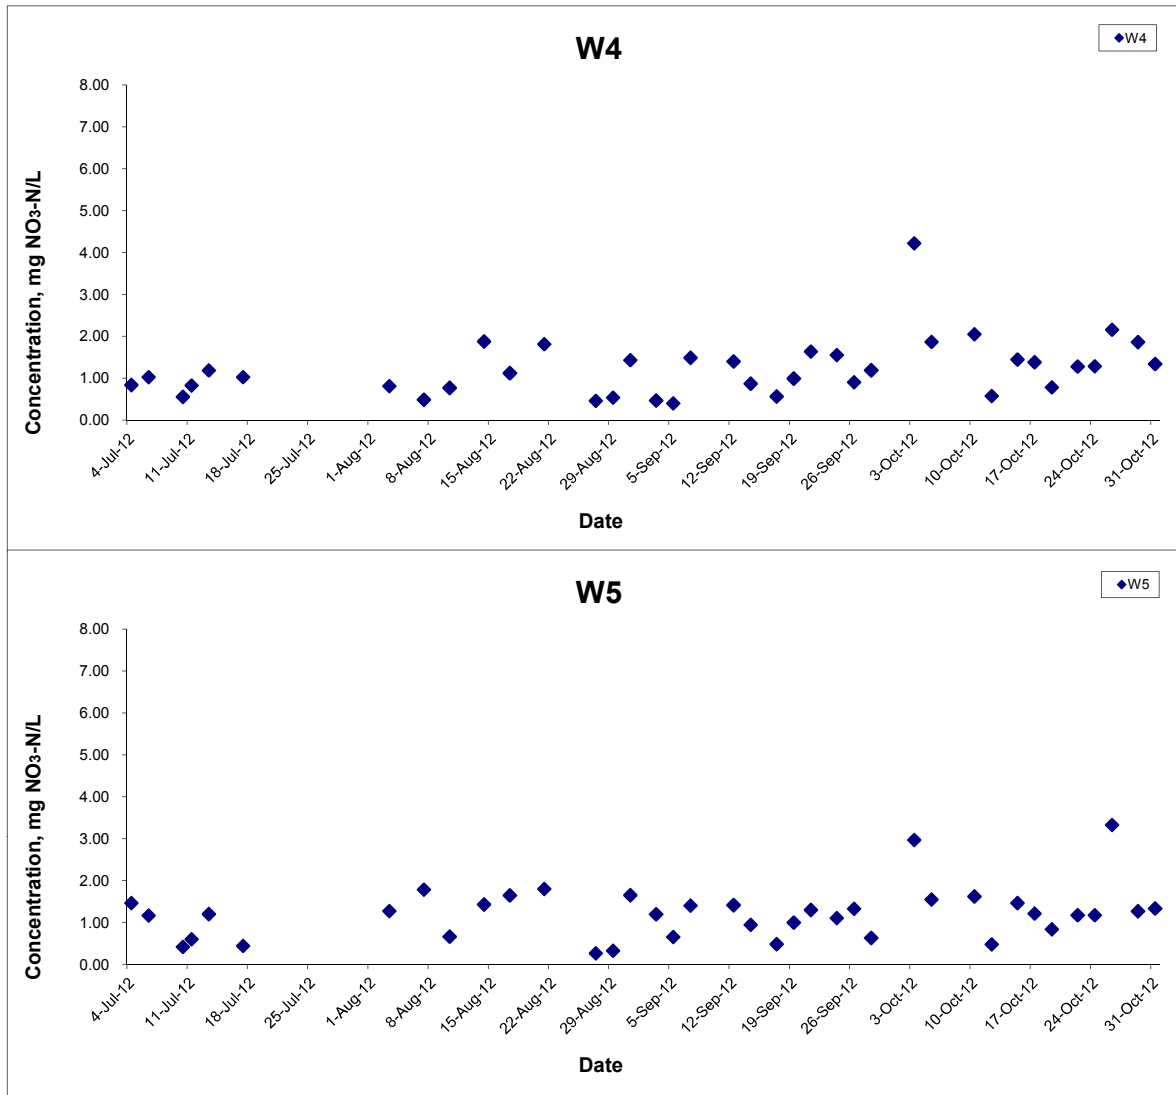 W4
W4
8.00
7.00
6.00
5.00
4.00
3.00
2.00
1.00
0.00
Concentration, mg NO3-N/L
4-Jul-12
11-Jul-12
18-Jul-12
25-Jul-12
1-Aug-12
8-Aug-12
15-Aug-12
22-Aug-12
29-Aug-12
5-Sep-12
12-Sep-12
19-Sep-12
26-Sep-12
3-Oct-12
10-Oct-12
17-Oct-12
24-Oct-12
31-Oct-12
Date
W5
W5
8.00
7.00
6.00
5.00
4.00
3.00
2.00
1.00
0.00
Concentration, mg NO3-N/L
4-Jul-12
11-Jul-12
18-Jul-12
25-Jul-12
1-Aug-12
8-Aug-12
15-Aug-12
22-Aug-12
29-Aug-12
5-Sep-12
12-Sep-12
19-Sep-12
26-Sep-12
3-Oct-12
10-Oct-12
17-Oct-12
24-Oct-12
31-Oct-12
Date